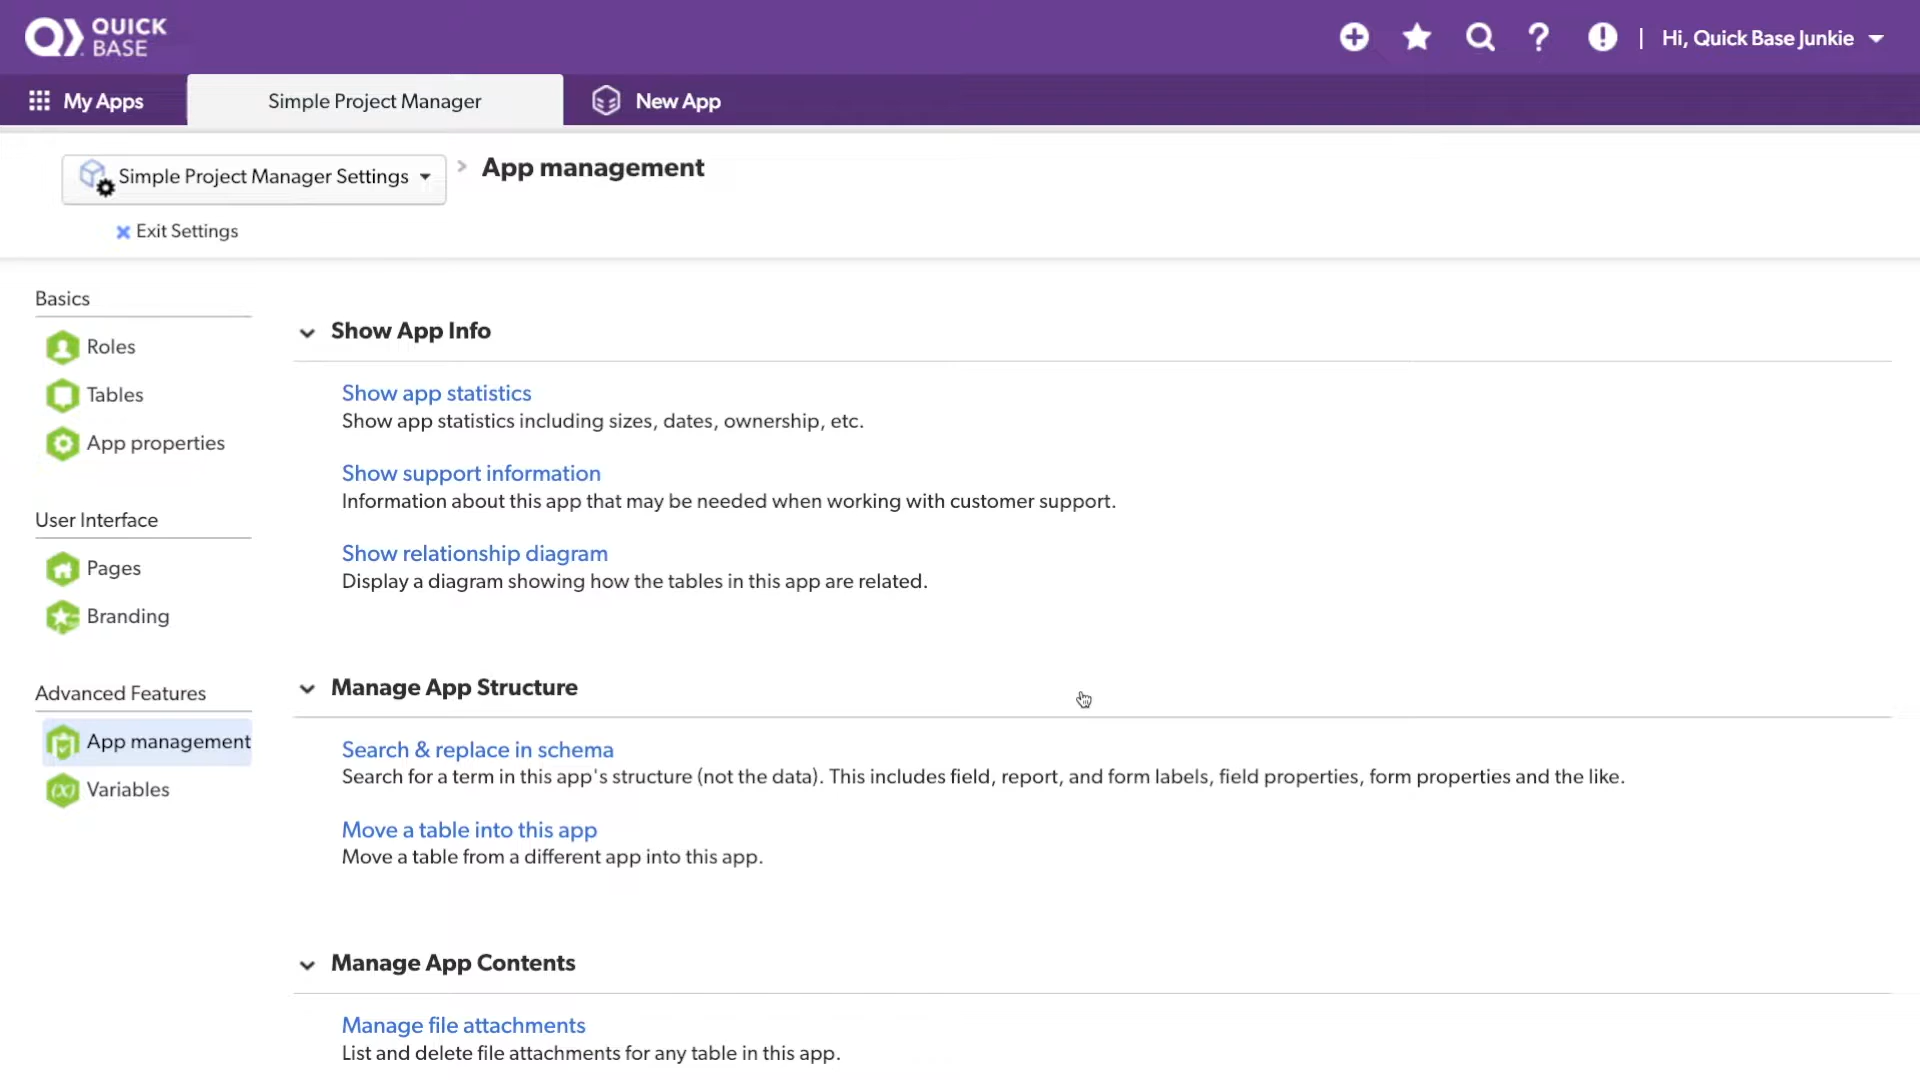 QUICK
BASE
Hi, Quick Base Junkie
My Apps
Simple Project Manager
New App
Simple Project Manager Settings
App management
Exit Settings
Basics
Roles
Tables
App properties
User Interface
Pages
Branding
Advanced Features
App management
Variables
Show App Info
Show app statistics
Show app statistics including sizes, dates, ownership, etc.
Show support information
Information about this app that may be needed when working with customer support.
Show relationship diagram
Display a diagram showing how the tables in this app are related.
Manage App Structure
Search & replace in schema
Search for a term in this app's structure (not the data). This includes field, report, and form labels, field properties, form properties and the like.
Move a table into this app
Move a table from a different app into this app.
Manage App Contents
Manage file attachments
List and delete file attachments for any table in this app.